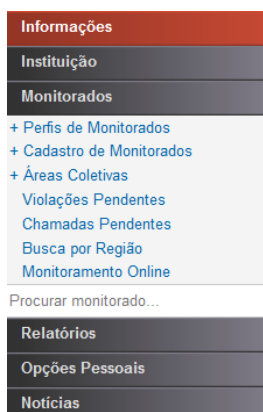 Informações
Instituição
Monitorados
+ Perfis de Monitorados
+ Cadastro de Monitorados
+ Áreas Coletivas
Violações Pendentes
Chamadas Pendentes
Busca por Região
Monitoramento Online
Procurar monitorado...
Relatórios
Opções Pessoais
Notícias